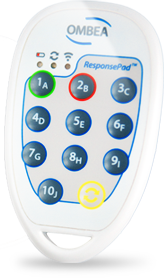 OMBEA
ResponsePad™
1A 2B 3C
4D 5E 6F
7G 8H 9I
10J